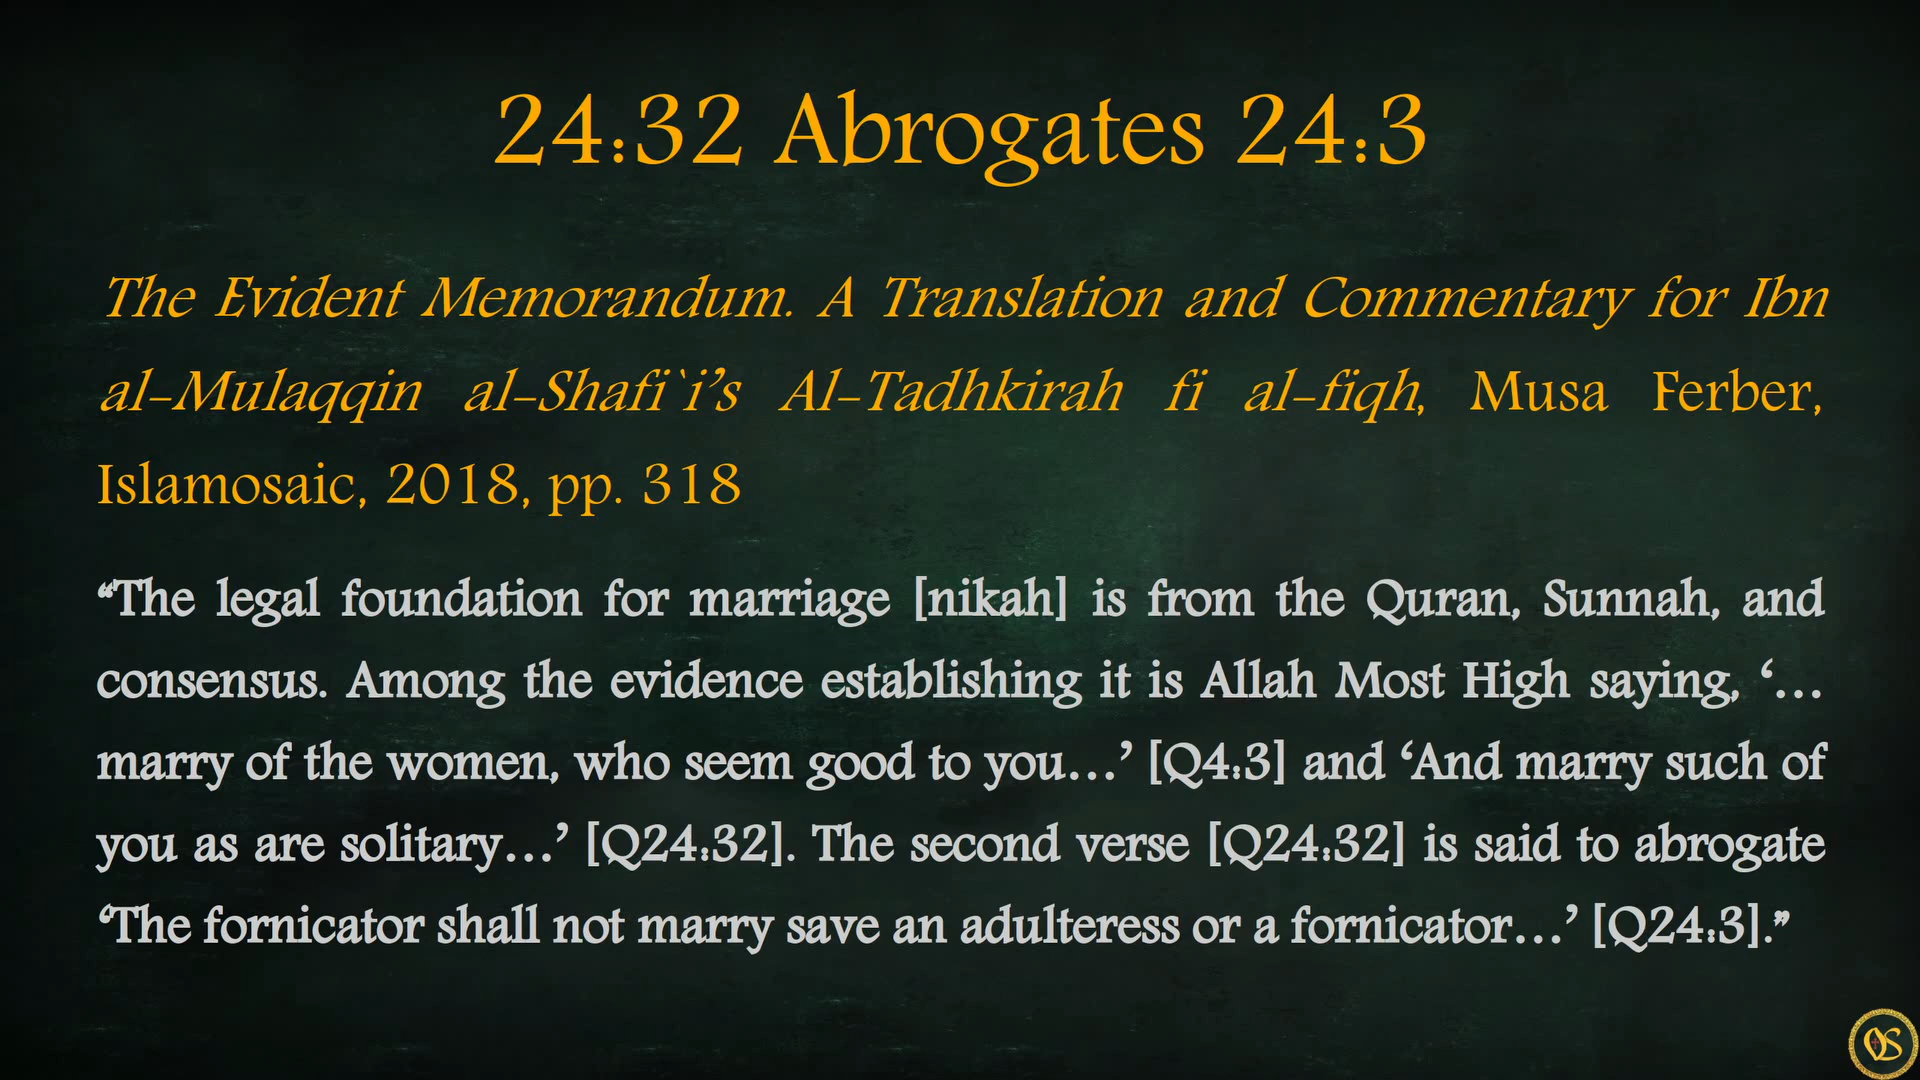 24:32 Abrogates 24:3
The Evident Memorandum. A Translation and Commentary for Ibn
al-Mulaqqin al-Shafi`i’s Al-Tadhkirah fi al-fiqh, Musa Ferber,
Islamosaic, 2018, pp. 318
“The legal foundation for marriage [nikah] is from the Quran, Sunnah, and
consensus. Among the evidence establishing it is Allah Most High saying, ‘…
marry of the women, who seem good to you…’ [Q4:3] and ‘And marry such of
you as are solitary…’ [Q24:32]. The second verse [Q24:32] is said to abrogate
‘The fornicator shall not marry save an adulteress or a fornicator…’ [Q24:3].”